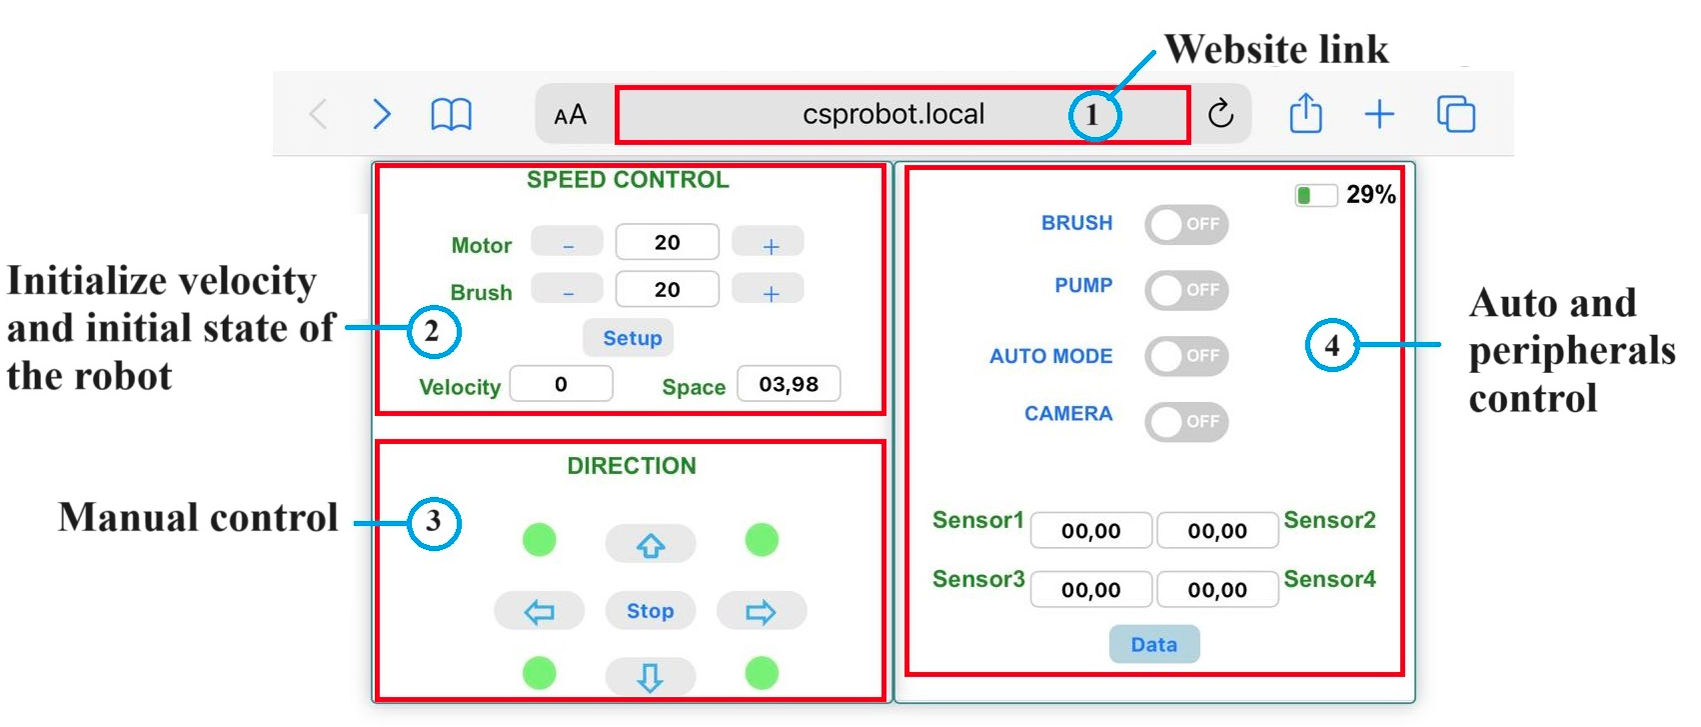 Website link
AA
csprobot.local
1
SPEED CONTROL
Motor - 20 +
Brush - 20 +
Setup
Velocity 0 Space 03,98
Initialize velocity
and initial state of
the robot
2
DIRECTION
Stop
Manual control
3
29%
BRUSH OFF
PUMP OFF
AUTO MODE OFF
CAMERA OFF
Sensor1 00,00 00,00 Sensor2
Sensor3 00,00 00,00 Sensor4
Data
4
Auto and
peripherals
control